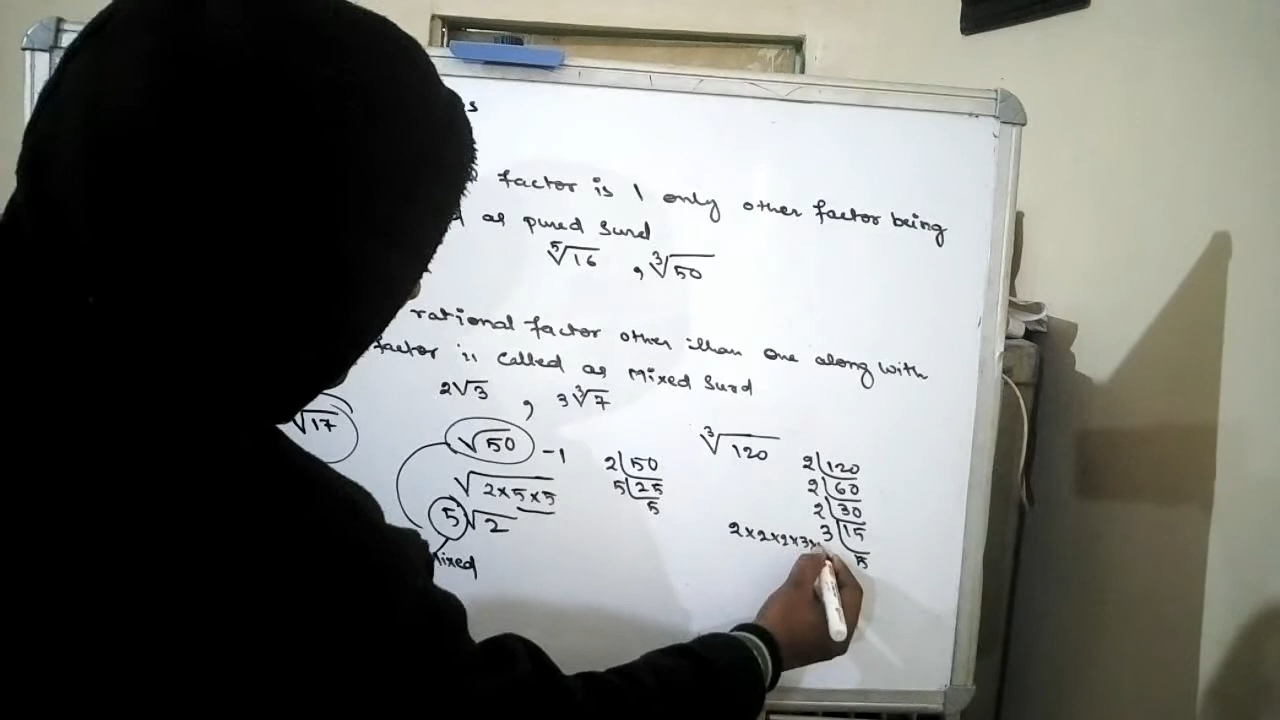 factor is 1 only other factor being
as pured Surd
⁵√16 , ³√50
rational factor other than one along with
factor is called as Mixed Surd
2√3 , 3³√7
√17
√50 -1
√2×5×5
5√2
Mixed
2 50
5 25
5
³√120
2 120
2 60
2 30
3 15
5
2×2×2×3×